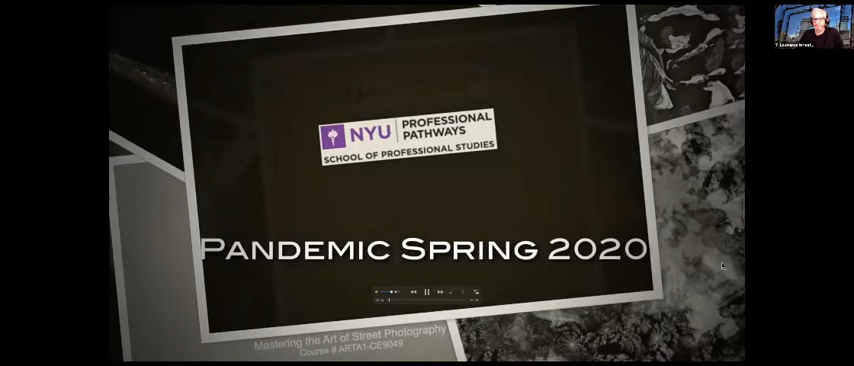 NYU
PROFESSIONAL
PATHWAYS
SCHOOL OF PROFESSIONAL STUDIES
PANDEMIC SPRING 2020
Mastering the Art of Street Photography
Course # ARTA1-CE9049